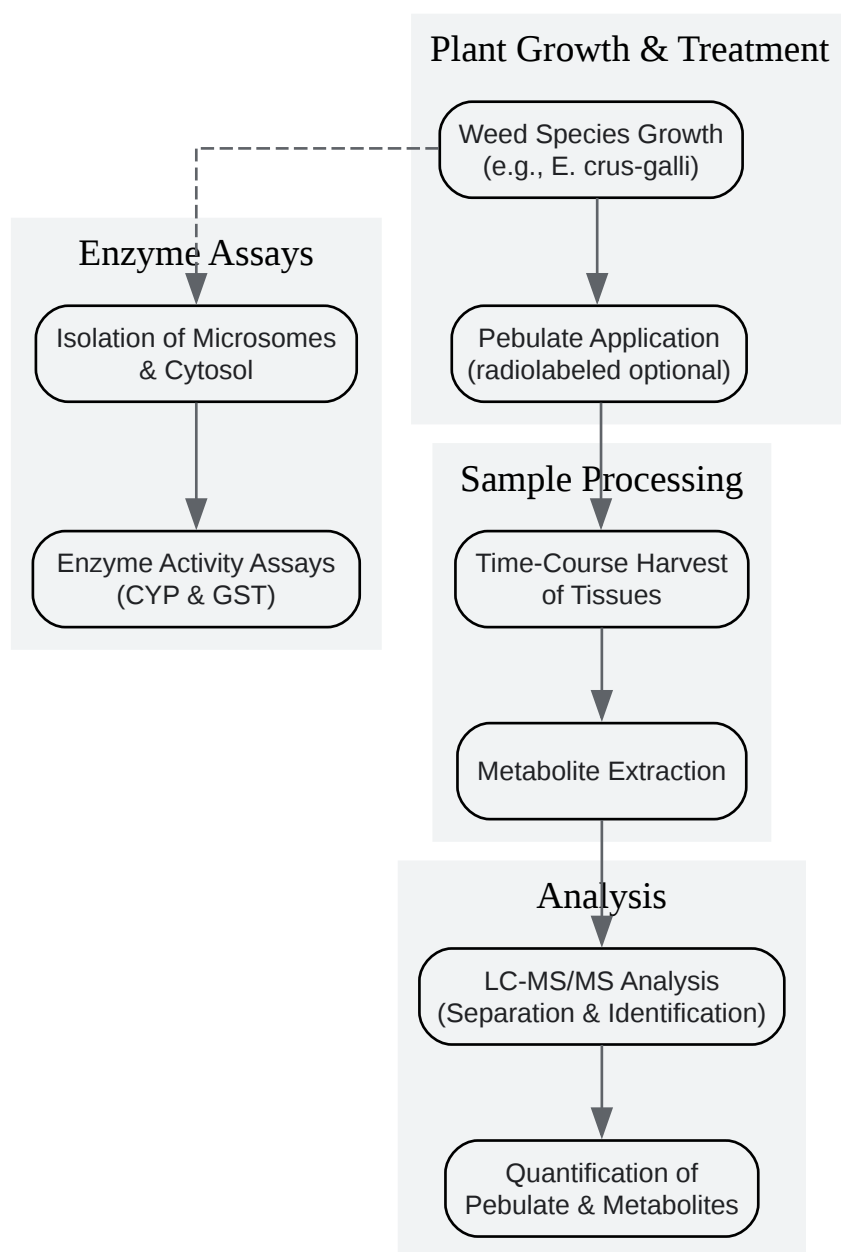 Plant Growth & Treatment
Weed Species Growth
(e.g., E. crus-galli)
Enzyme Assays
Isolation of Microsomes
& Cytosol
Pebulate Application
(radiolabeled optional)
Sample Processing
Enzyme Activity Assays
(CYP & GST)
Time-Course Harvest
of Tissues
Metabolite Extraction
Analysis
LC-MS/MS Analysis
(Separation & Identification)
Quantification of
Pebulate & Metabolites